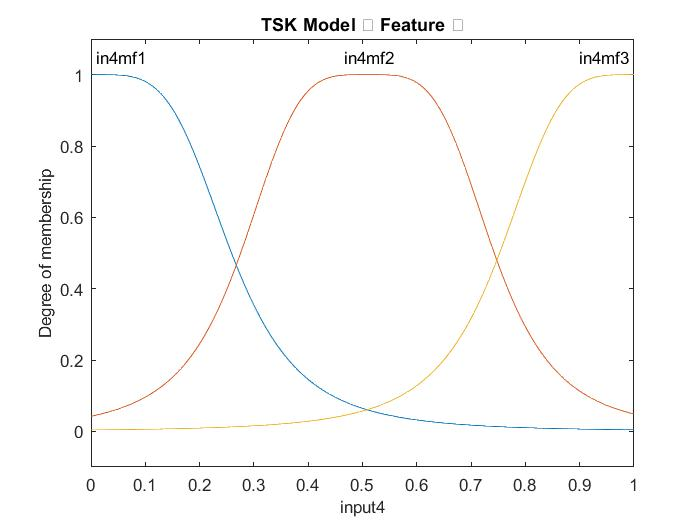 TSK Model Feature
in4mf1 in4mf2 in4mf3
1
0.8
0.6
0.4
0.2
0
Degree of membership
0 0.1 0.2 0.3 0.4 0.5 0.6 0.7 0.8 0.9 1
input4